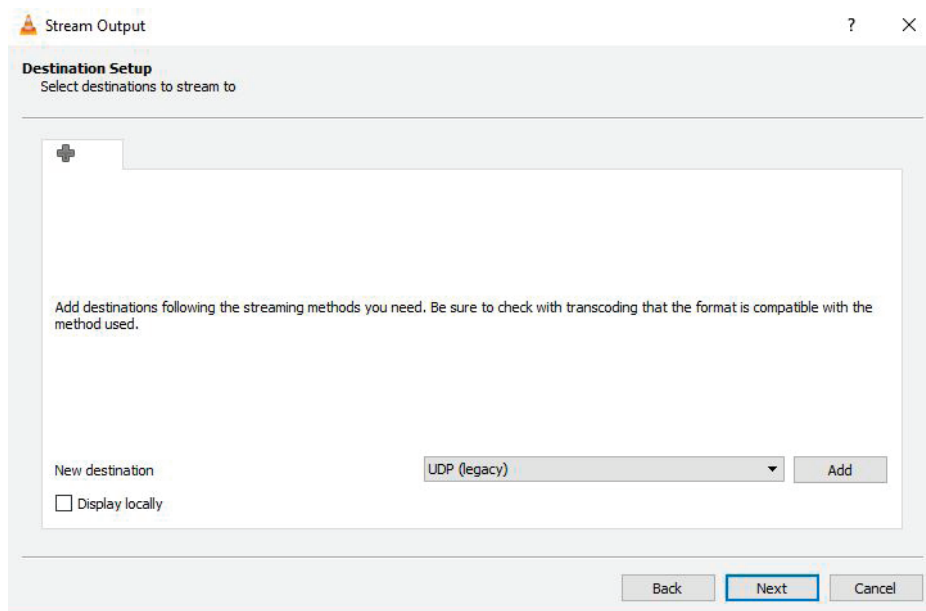 Stream Output
?
Destination Setup
Select destinations to stream to
Add destinations following the streaming methods you need. Be sure to check with transcoding that the format is compatible with the
method used.
New destination
UDP (legacy)
Add
Display locally
Back
Next
Cancel